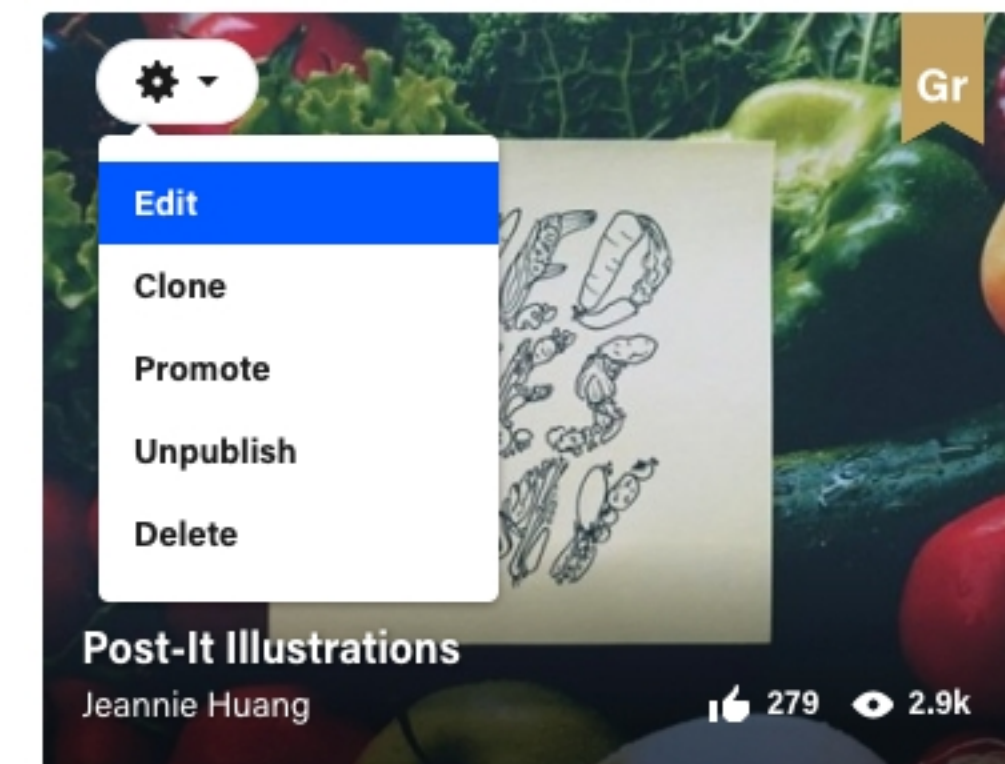 Gr
Edit
Clone
Promote
Unpublish
Delete
Post-It Illustrations
Jeannie Huang
279 2.9k